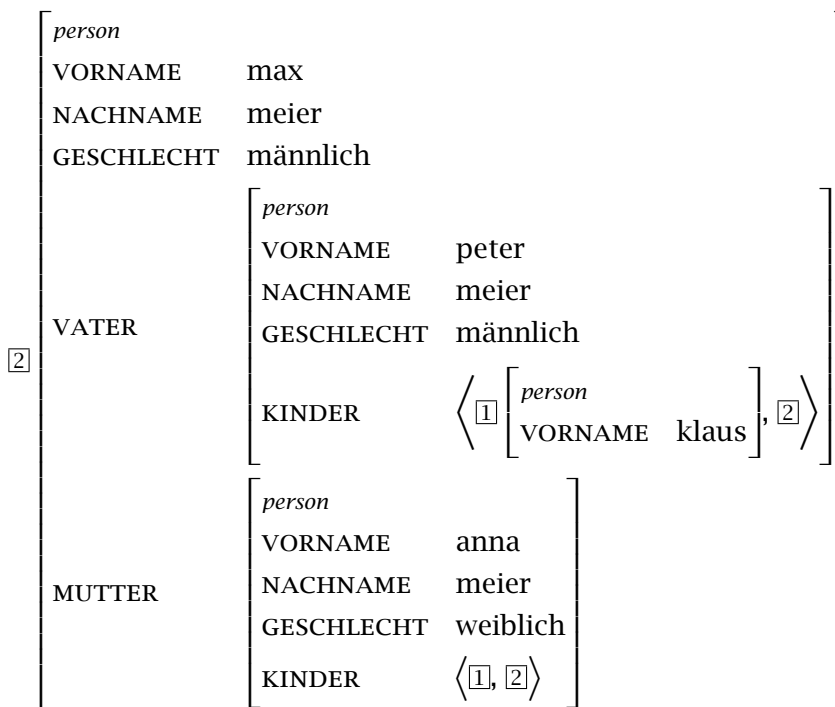 person
VORNAME max
NACHNAME meier
GESCHLECHT männlich
person
VORNAME peter
NACHNAME meier
VATER GESCHLECHT männlich
2
person
KINDER ⟨ 1 VORNAME klaus , 2 ⟩
person
VORNAME anna
NACHNAME meier
MUTTER GESCHLECHT weiblich
KINDER ⟨ 1 , 2 ⟩